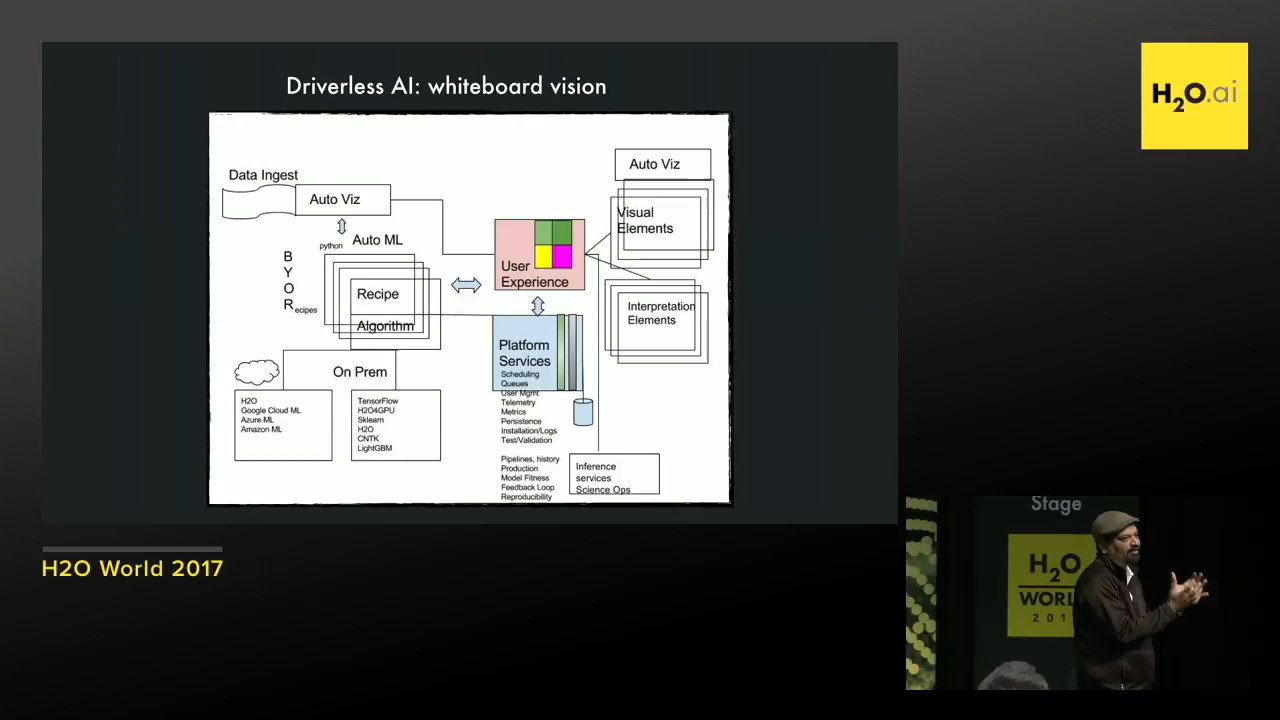 Driverless AI: whiteboard vision
H2O.ai
Data Ingest
Auto Viz
python
Auto ML
B
Y
O
R
ecipes
Recipe
Algorithm
On Prem
H2O
Google Cloud ML
Azure ML
Amazon ML
TensorFlow
H2O4GPU
Sklearn
H2O
CNTK
LightGBM
User
Experience
Platform
Services
Scheduling
Queues
User Mgmt
Telemetry
Metrics
Persistence
Installation/Logs
Test/Validation
Pipelines, history
Production
Model Fitness
Feedback Loop
Reproducibility
Inference
services
Science Ops
Auto Viz
Visual
Elements
Interpretation
Elements
H2O World 2017
Stage
H2O
WORL
201